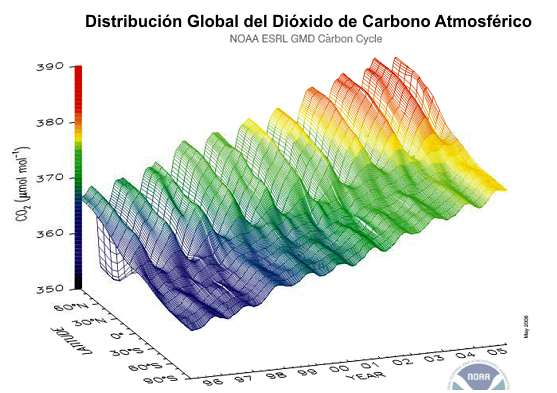 Distribución Global del Dióxido de Carbono Atmosférico
NOAA ESRL GMD Carbon Cycle
390
380
370
360
350
CO₂ (µmol mol⁻¹)
60°N
30°N
0°
30°S
60°S
90°S
LATITUDE
96 97 98 99 00 01 02 03 04 05
YEAR
May 2006
NOAA